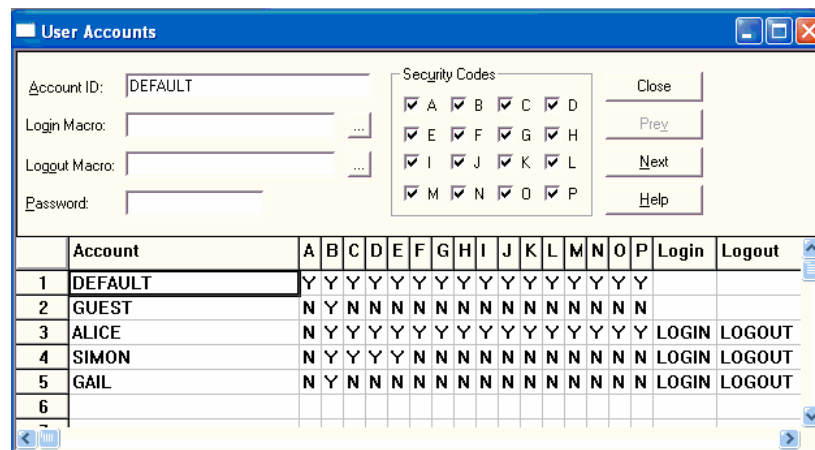 User Accounts
Account ID: DEFAULT
Login Macro: ...
Logout Macro: ...
Password:
Security Codes
A B C D
E F G H
I J K L
M N O P
Close
Prev
Next
Help
Account A B C D E F G H I J K L M N O P Login Logout
1 DEFAULT Y Y Y Y Y Y Y Y Y Y Y Y Y Y Y Y
2 GUEST N Y N N N N N N N N N N N N N N
3 ALICE N Y Y Y Y Y Y Y Y Y Y Y Y Y Y Y LOGIN LOGOUT
4 SIMON N Y Y Y Y N N N N N N N N N N N LOGIN LOGOUT
5 GAIL N Y N N N N N N N N N N N N N N LOGIN LOGOUT
6